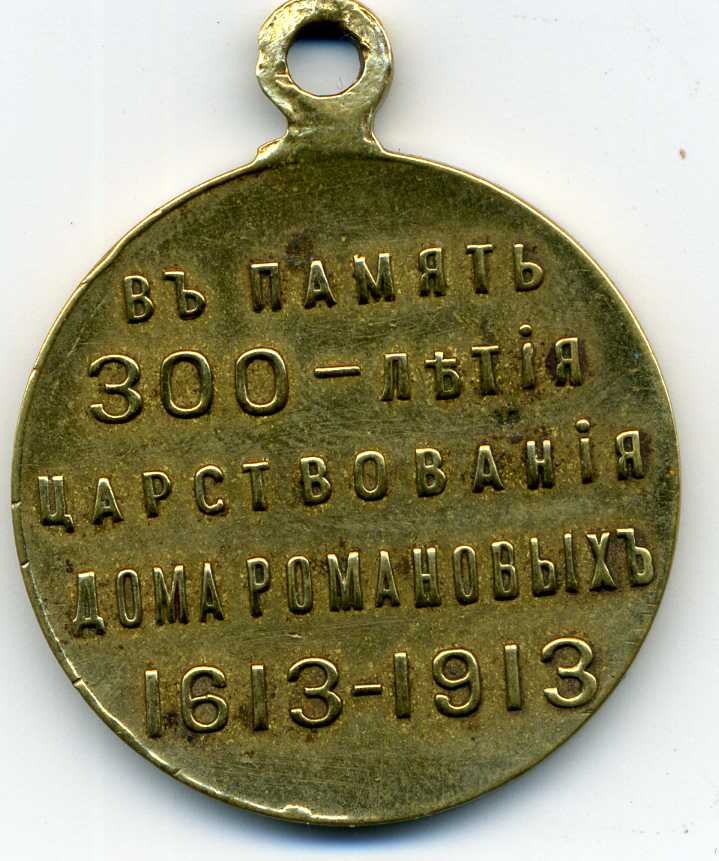 ВЪ ПАМЯТЬ
300-ЛѢТІЯ
ЦАРСТВОВАНІЯ
ДОМА РОМАНОВЫХЪ
1613-1913